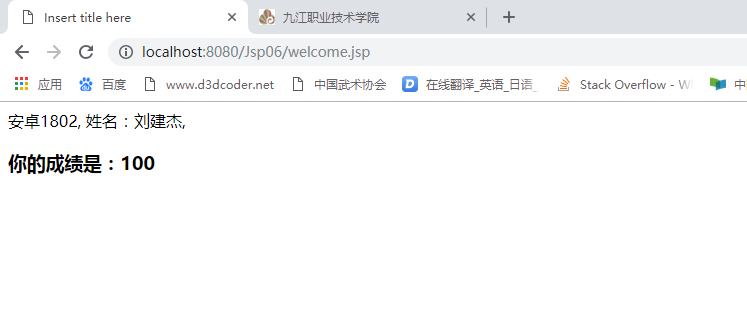 Insert title here
九江职业技术学院
localhost:8080/Jsp06/welcome.jsp
应用 百度 www.d3dcoder.net 中国武术协会 在线翻译_英语_日语_ Stack Overflow - W
安卓1802, 姓名：刘建杰,
你的成绩是：100